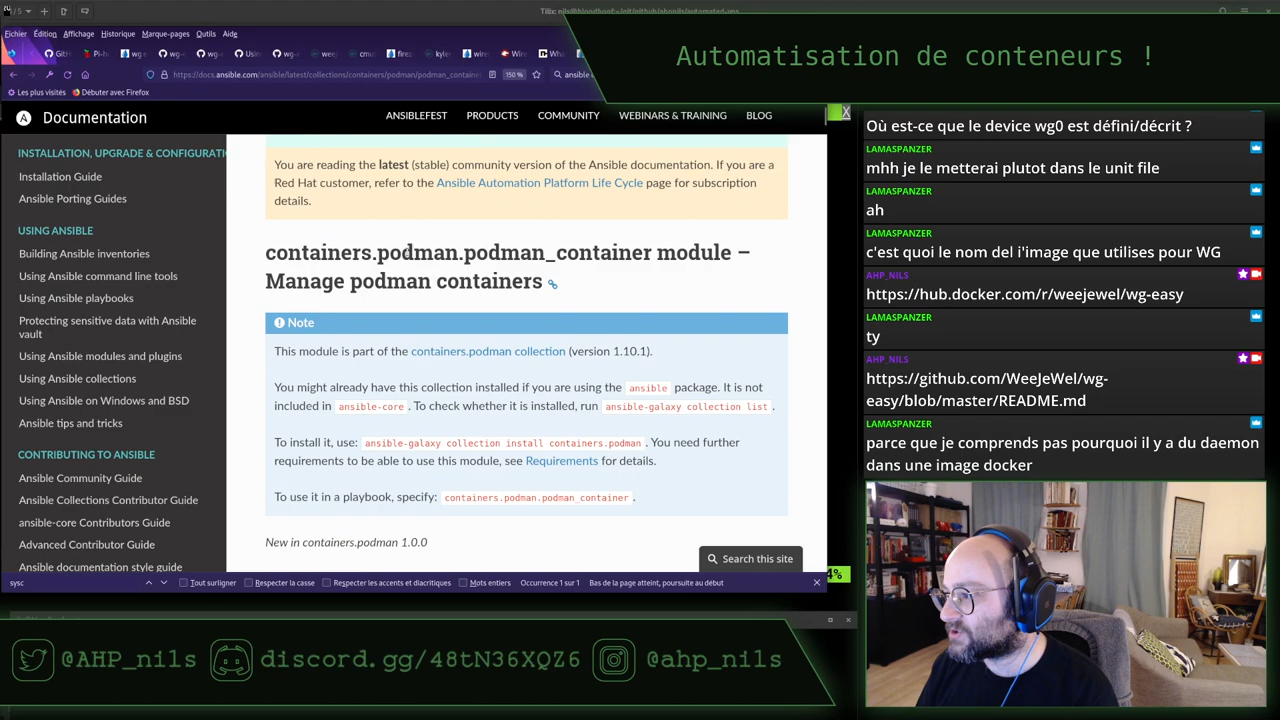 Automatisation de conteneurs !
Fichier Édition Affichage Historique Marque-pages Outils Aide
https://docs.ansible.com/ansible/latest/collections/containers/podman/podman_containe
150 %
Les plus visités Débuter avec Firefox
Documentation
ANSIBLEFEST PRODUCTS COMMUNITY WEBINARS & TRAINING BLOG
INSTALLATION, UPGRADE & CONFIGURATI
Installation Guide
Ansible Porting Guides
USING ANSIBLE
Building Ansible inventories
Using Ansible command line tools
Using Ansible playbooks
Protecting sensitive data with Ansible
vault
Using Ansible modules and plugins
Using Ansible collections
Using Ansible on Windows and BSD
Ansible tips and tricks
CONTRIBUTING TO ANSIBLE
Ansible Community Guide
Ansible Collections Contributor Guide
ansible-core Contributors Guide
Advanced Contributor Guide
Ansible documentation style guide
You are reading the latest (stable) community version of the Ansible documentation. If you are a
Red Hat customer, refer to the Ansible Automation Platform Life Cycle page for subscription
details.
containers.podman.podman_container module –
Manage podman containers
Note
This module is part of the containers.podman collection (version 1.10.1).
You might already have this collection installed if you are using the ansible package. It is not
included in ansible-core. To check whether it is installed, run ansible-galaxy collection list.
To install it, use: ansible-galaxy collection install containers.podman. You need further
requirements to be able to use this module, see Requirements for details.
To use it in a playbook, specify: containers.podman.podman_container.
New in containers.podman 1.0.0
Search this site
sysc
Tout surligner Respecter la casse Respecter les accents et diacritiques Mots entiers Occurrence 1 sur 1 Bas de la page atteint, poursuite au début
4%
Où est-ce que le device wg0 est défini/décrit ?
LAMASPANZER
mhh je le metterai plutot dans le unit file
LAMASPANZER
ah
LAMASPANZER
c'est quoi le nom del i'image que utilises pour WG
AHP_NILS
https://hub.docker.com/r/weejewel/wg-easy
LAMASPANZER
ty
AHP_NILS
https://github.com/WeeJeWel/wg-
easy/blob/master/README.md
LAMASPANZER
parce que je comprends pas pourquoi il y a du daemon
dans une image docker
@AHP_nils discord.gg/48tN36XQZ6 @ahp_nils